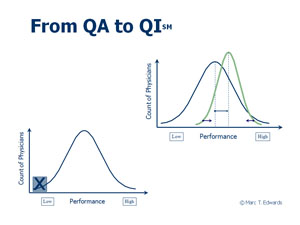 From QA to QI℠
Count of Physicians
Low
Performance
High
Count of Physicians
X
Low
Performance
High
© Marc T. Edwards